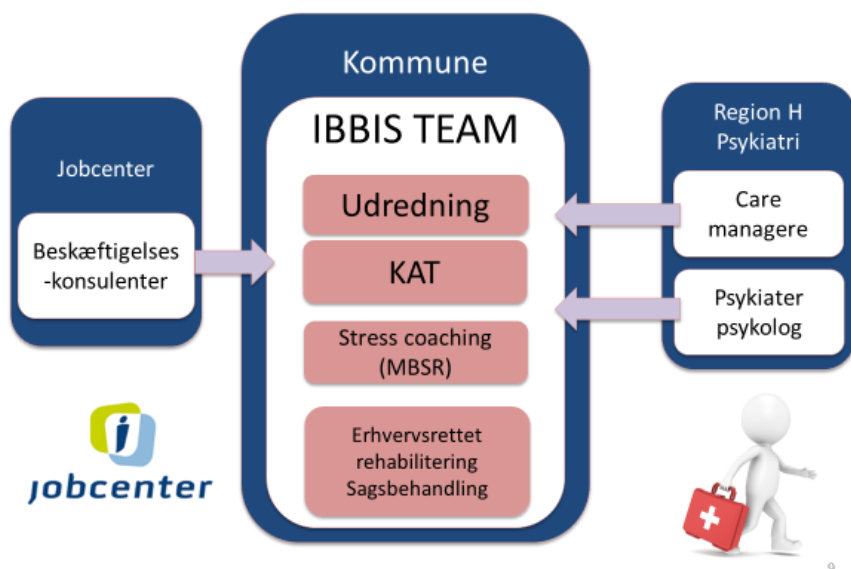 Kommune
IBBIS TEAM
Udredning
KAT
Stress coaching
(MBSR)
Erhvervsrettet
rehabilitering
Sagsbehandling
Jobcenter
Beskæftigelses
-konsulenter
jobcenter
Region H
Psykiatri
Care
managere
Psykiater
psykolog
9